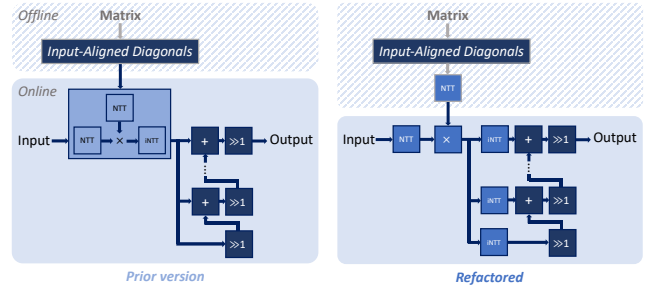 Offline
Matrix
Input-Aligned Diagonals
Online
NTT
Input
NTT
×
iNTT
+
≫1
Output
+
≫1
≫1
Prior version
Matrix
Input-Aligned Diagonals
NTT
Input
NTT
×
iNTT
+
≫1
Output
iNTT
+
≫1
iNTT
≫1
Refactored